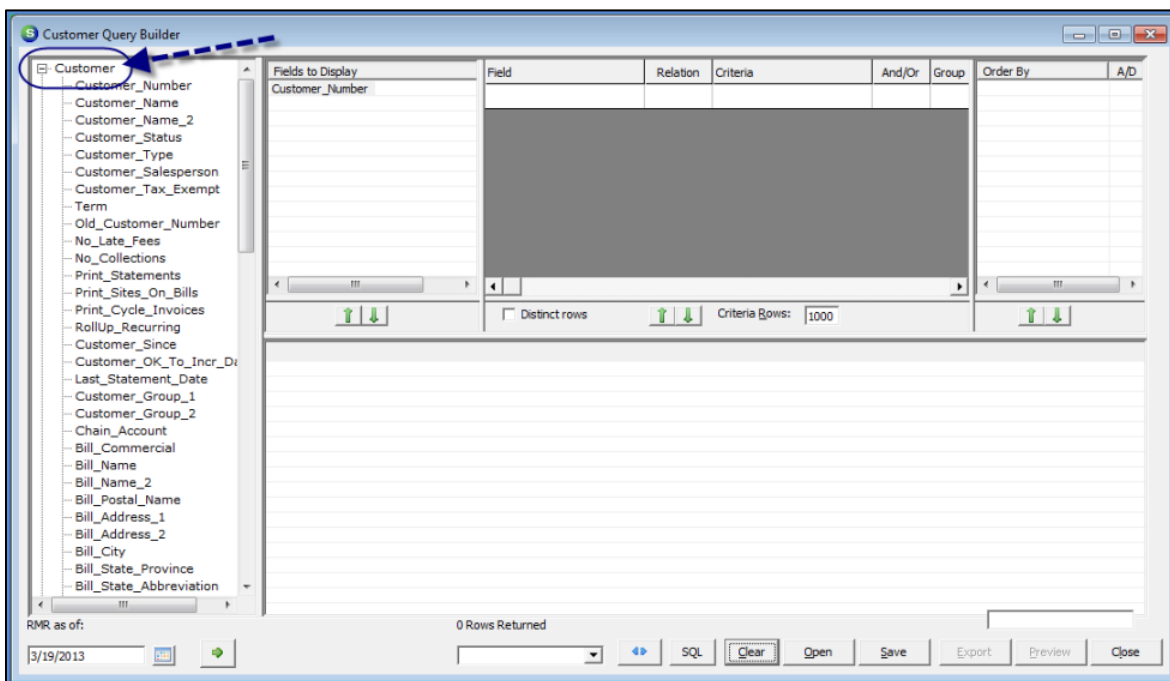 Customer Query Builder
Customer
Customer_Number
Customer_Name
Customer_Name_2
Customer_Status
Customer_Type
Customer_Salesperson
Customer_Tax_Exempt
Term
Old_Customer_Number
No_Late_Fees
No_Collections
Print_Statements
Print_Sites_On_Bills
Print_Cycle_Invoices
RollUp_Recurring
Customer_Since
Customer_OK_To_Incr_Da
Last_Statement_Date
Customer_Group_1
Customer_Group_2
Chain_Account
Bill_Commercial
Bill_Name
Bill_Name_2
Bill_Postal_Name
Bill_Address_1
Bill_Address_2
Bill_City
Bill_State_Province
Bill_State_Abbreviation
Fields to Display
Customer_Number
Field Relation Criteria And/Or Group
Order By A/D
Distinct rows Criteria Rows: 1000
RMR as of:
3/19/2013
0 Rows Returned
SQL Clear Open Save Export Preview Close